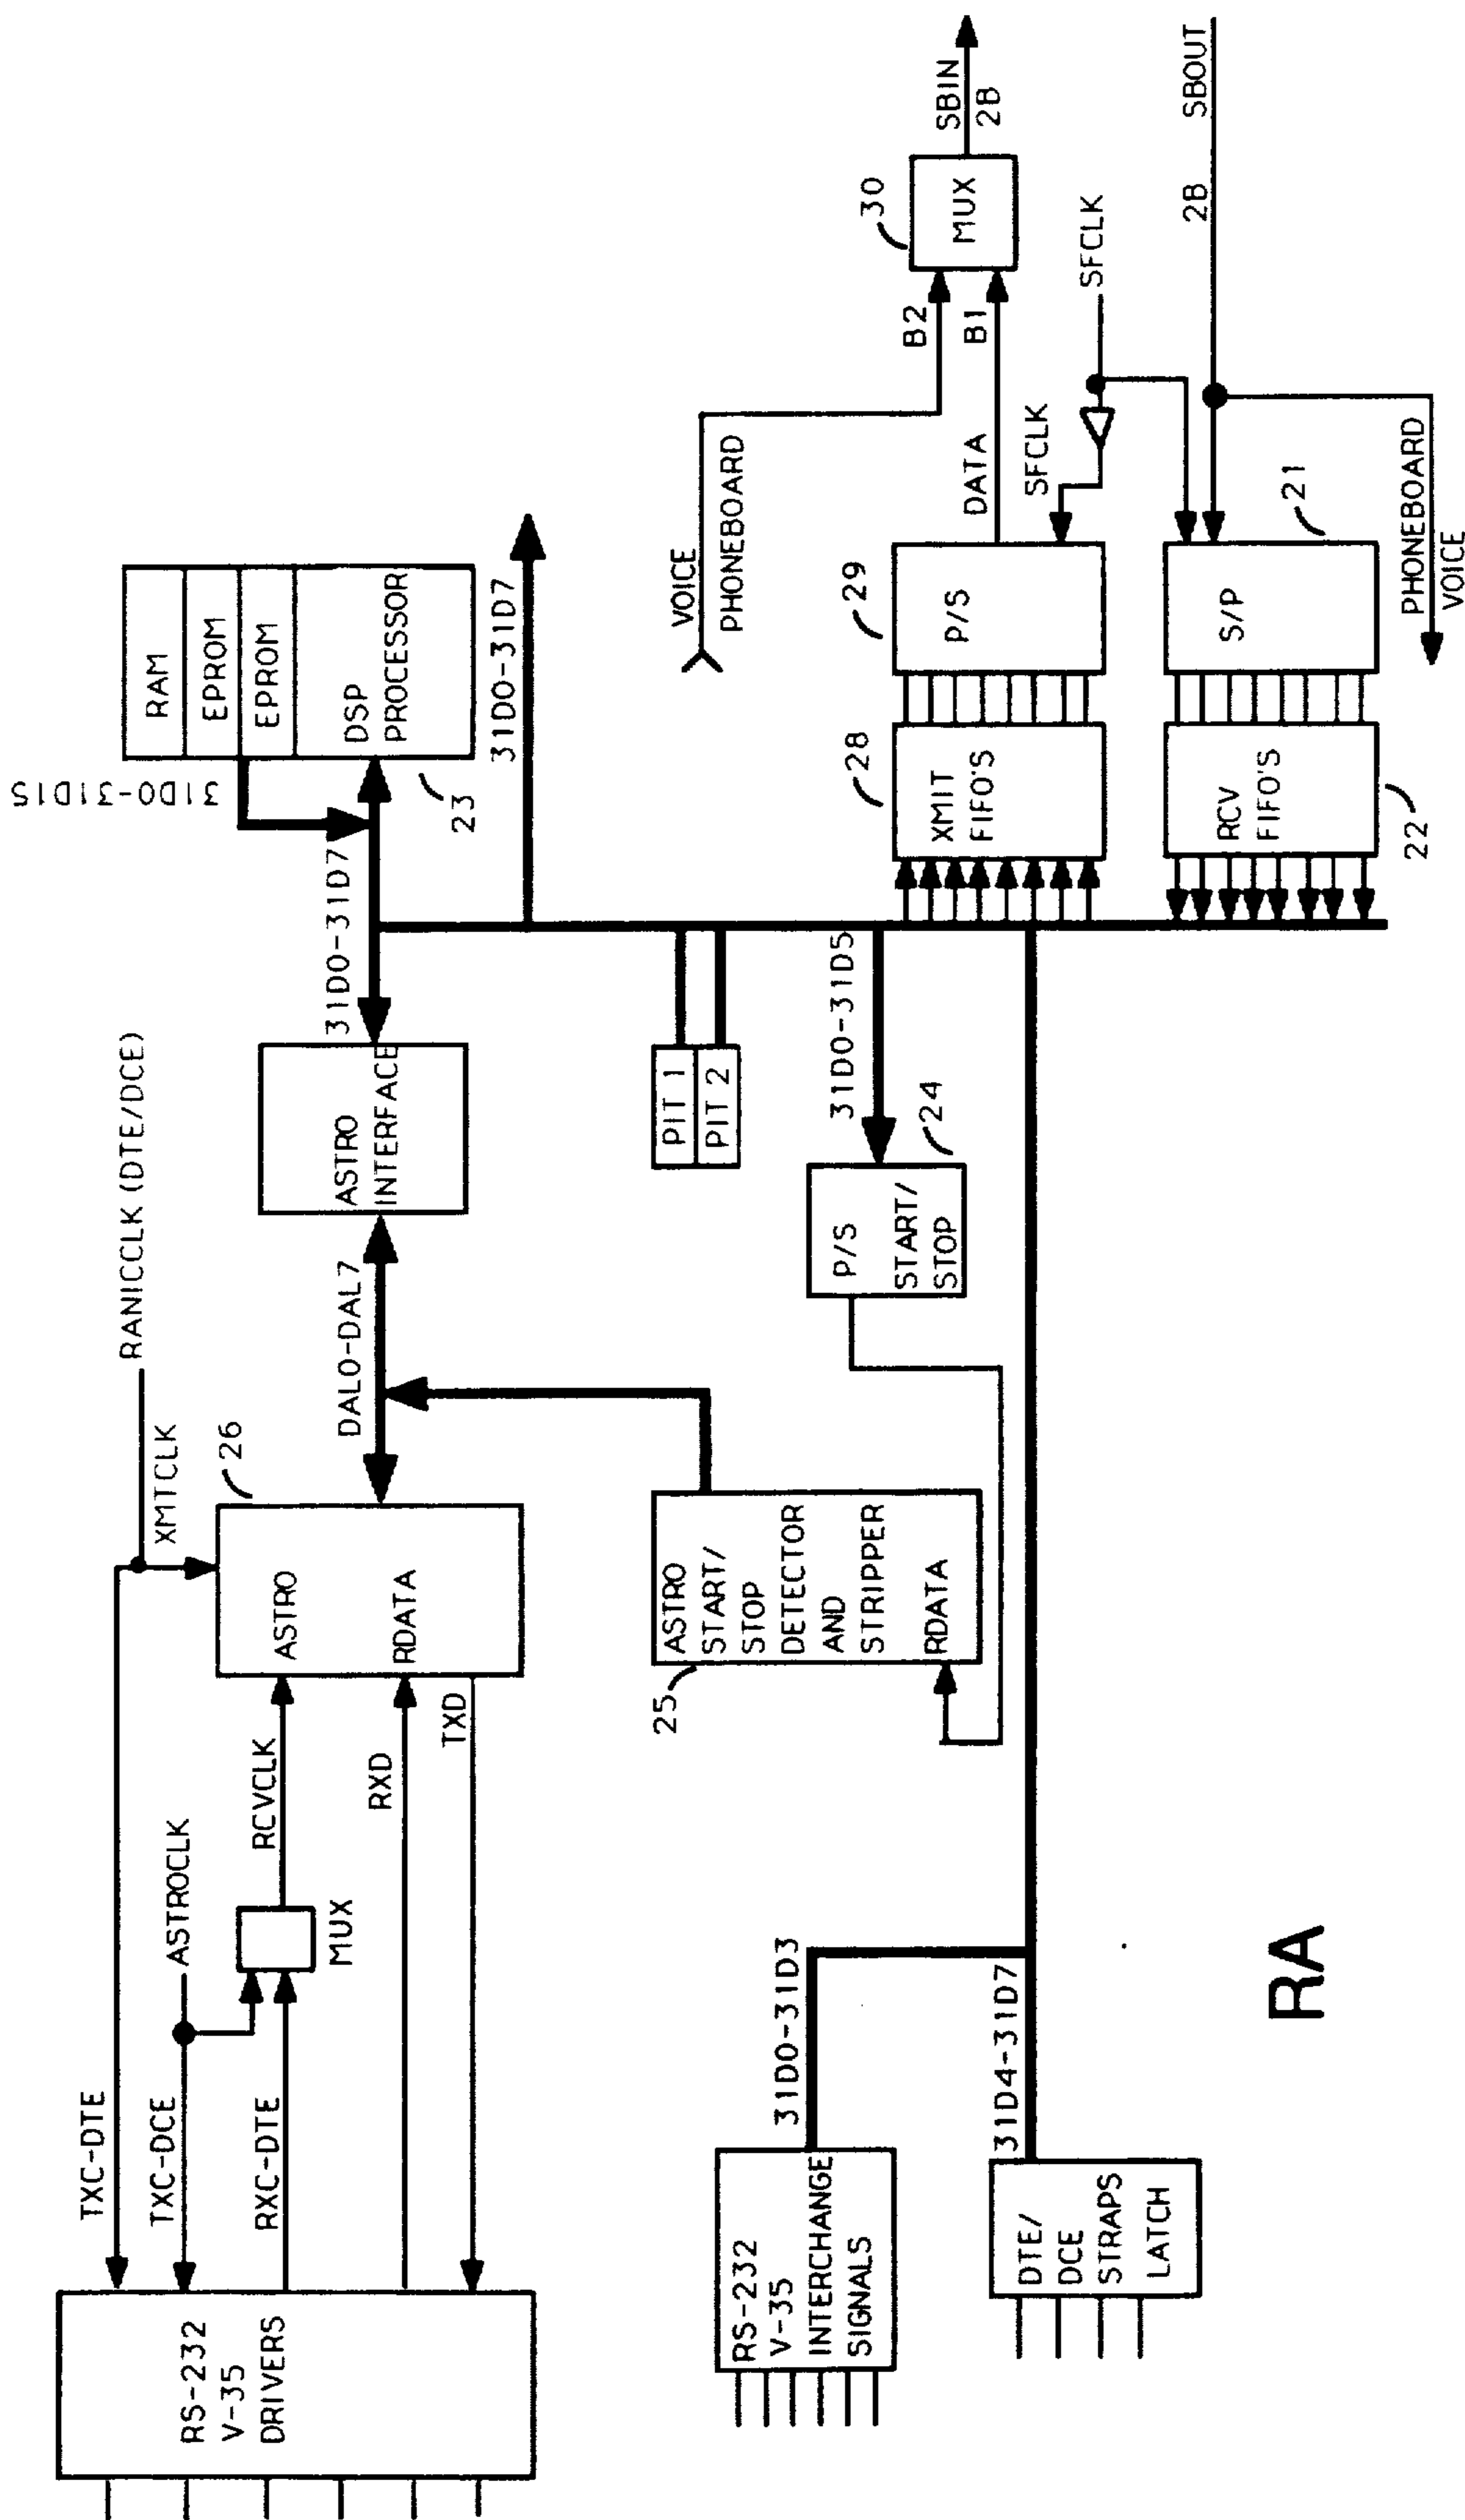 RS-232
V-35
DRIVERS
TXC-DTE
TXC-DCE
RXC-DTE
ASTROCLK
MUX
RCVCLK
RXD
TXD
XMTCLK
RANICCLK (DTE/DCE)
26
ASTRO
RDATA
DAL0-DAL7
ASTRO
INTERFACE
31D0-31D7
31D0-31D1S
RAM
EPROM
EPROM
DSP
PROCESSOR
23
31D0-31D7
25
ASTRO
START/
STOP
DETECTOR
AND
STRIPPER
RDATA
PIT 1
PIT 2
31D0-31D5
24
P/S
START/
STOP
VOICE
PHONEBOARD
28
XMIT
FIFO'S
29
P/S
DATA
B2
B1
30
MUX
SBIN
2B
SFCLK
SFCLK
2B
SBOUT
RCV
FIFO'S
22
S/P
21
PHONEBOARD
VOICE
RS-232
V-35
INTERCHANGE
SIGNALS
31D0-31D3
DTE/
DCE
STRAPS
LATCH
31D4-31D7
RA